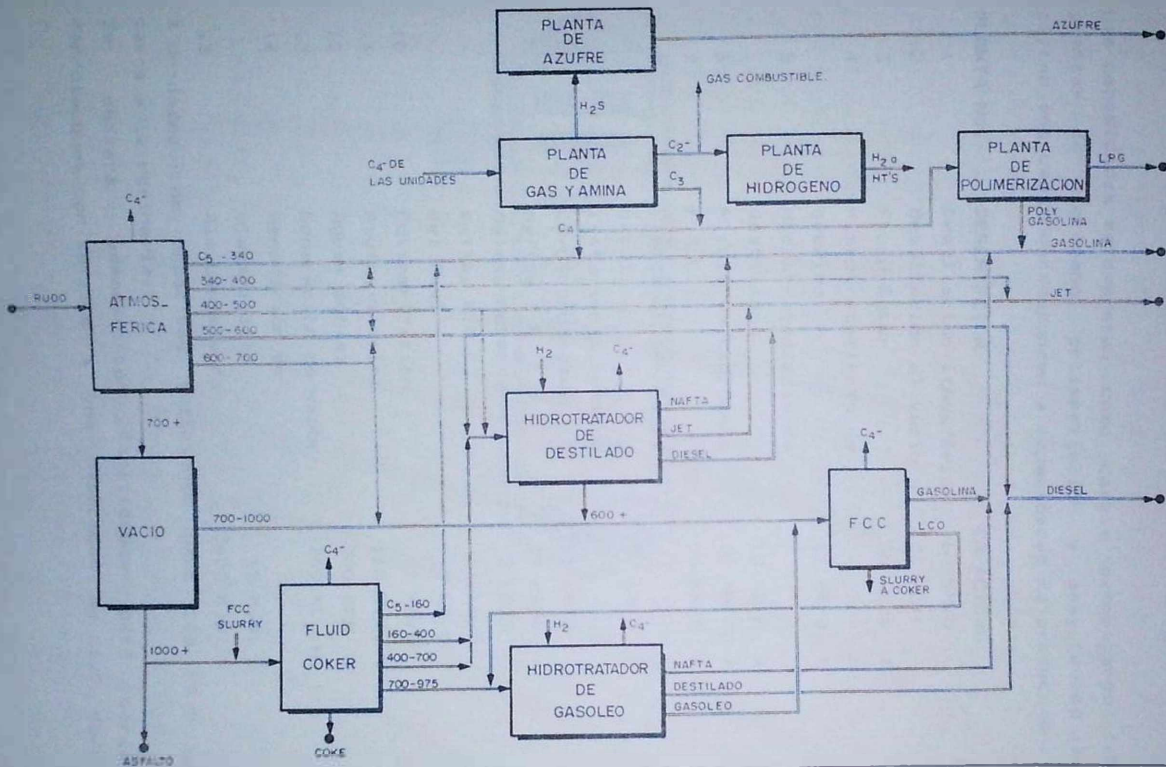 PLANTA
DE
AZUFRE
AZUFRE
H2S
GAS COMBUSTIBLE
C4-DE
LAS UNIDADES
PLANTA
DE
GAS Y AMINA
C2-
C3
C4
PLANTA
DE
HIDROGENO
H2 a
HT'S
PLANTA
DE
POLIMERIZACION
LPG
POLY
GASOLINA
GASOLINA
C4-
RUDO
ATMOS_
FERICA
C5 - 340
340-400
400-500
500-600
600-700
JET
700+
H2
C4-
HIDROTRATADOR
DE
DESTILADO
NAFTA
JET
DIESEL
600+
VACIO
700-1000
C4-
FCC
GASOLINA
LCO
SLURRY
A COKER
DIESEL
1000+
ASFALTO
FCC
SLURRY
C4-
FLUID
COKER
C5-160
160-400
400-700
700-975
COKE
H2
C4-
HIDROTRATADOR
DE
GASOLEO
NAFTA
DESTILADO
GASOLEO